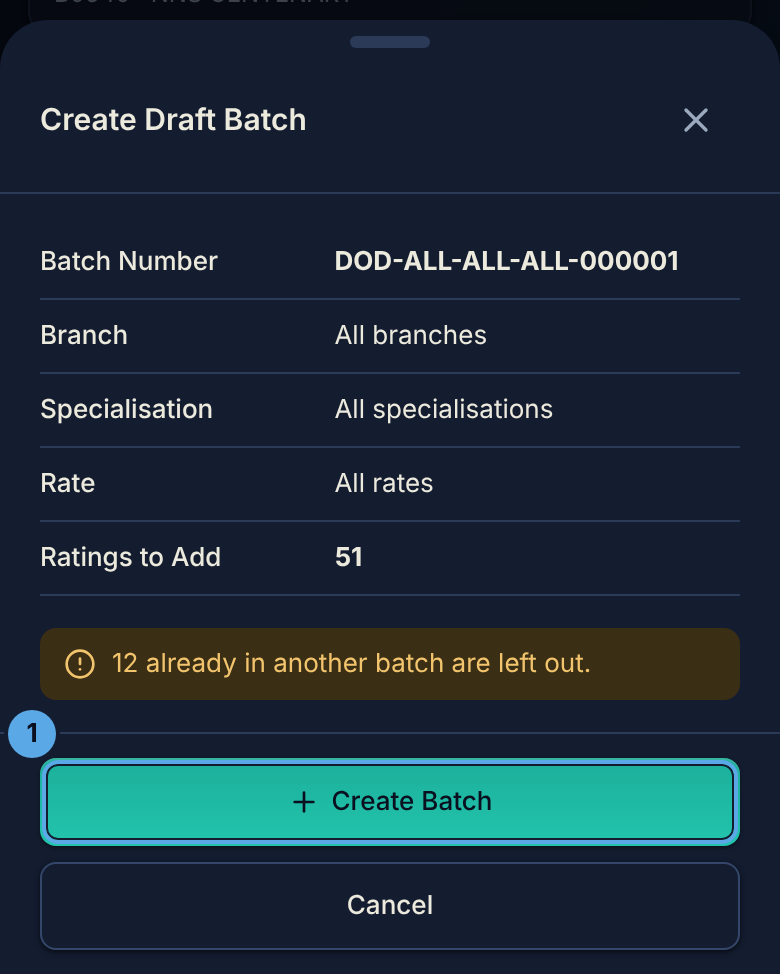 Create Draft Batch
Batch Number DOD-ALL-ALL-ALL-000001
Branch All branches
Specialisation All specialisations
Rate All rates
Ratings to Add 51
12 already in another batch are left out.
1
+ Create Batch
Cancel